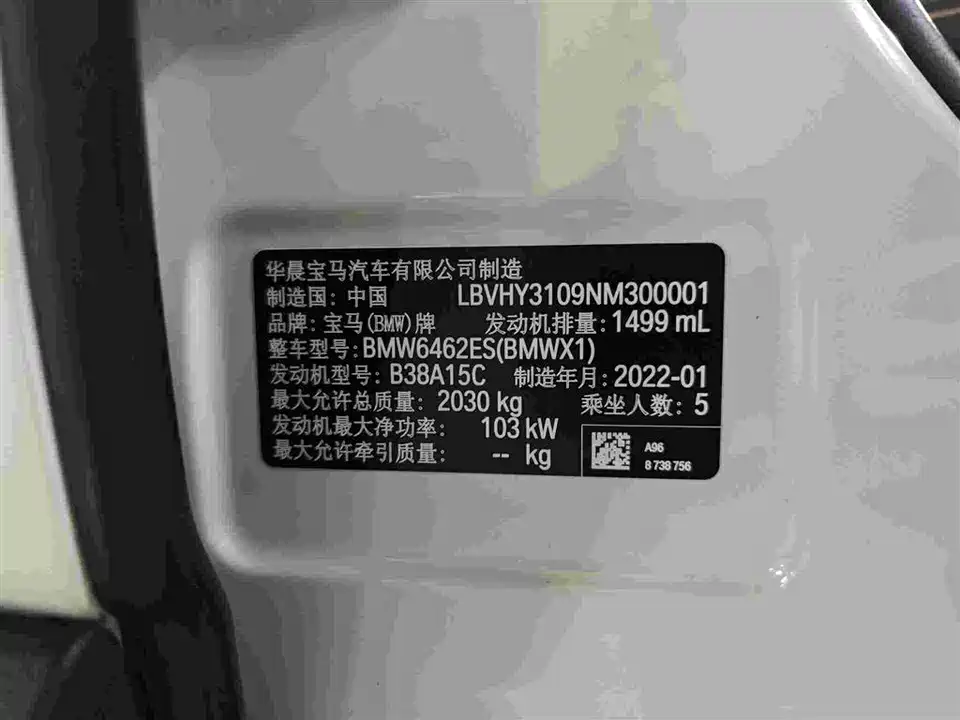 华晨宝马汽车有限公司制造
制造国: 中国 LBVHY3109NM300001
品牌: 宝马(BMW)牌 发动机排量: 1499 mL
整车型号: BMW6462ES(BMWX1)
发动机型号: B38A15C 制造年月: 2022-01
最大允许总质量: 2030 kg 乘坐人数: 5
发动机最大净功率: 103 kW
最大允许牵引质量: -- kg
A96
8 738 756